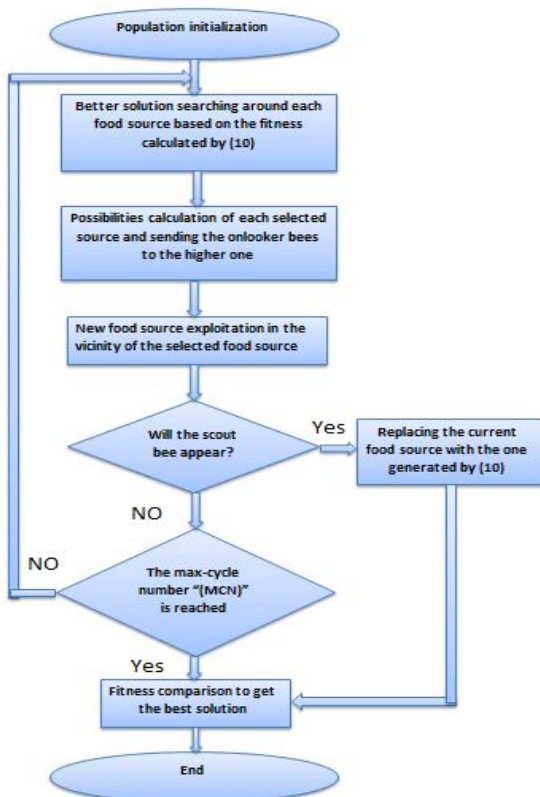 Population initialization
Better solution searching around each
food source based on the fitness
calculated by (10)
Possibilities calculation of each selected
source and sending the onlooker bees
to the higher one
New food source exploitation in the
vicinity of the selected food source
Will the scout
bee appear?
Yes
Replacing the current
food source with the one
generated by (10)
NO
NO
The max-cycle
number "(MCN)"
is reached
Yes
Fitness comparison to get
the best solution
End